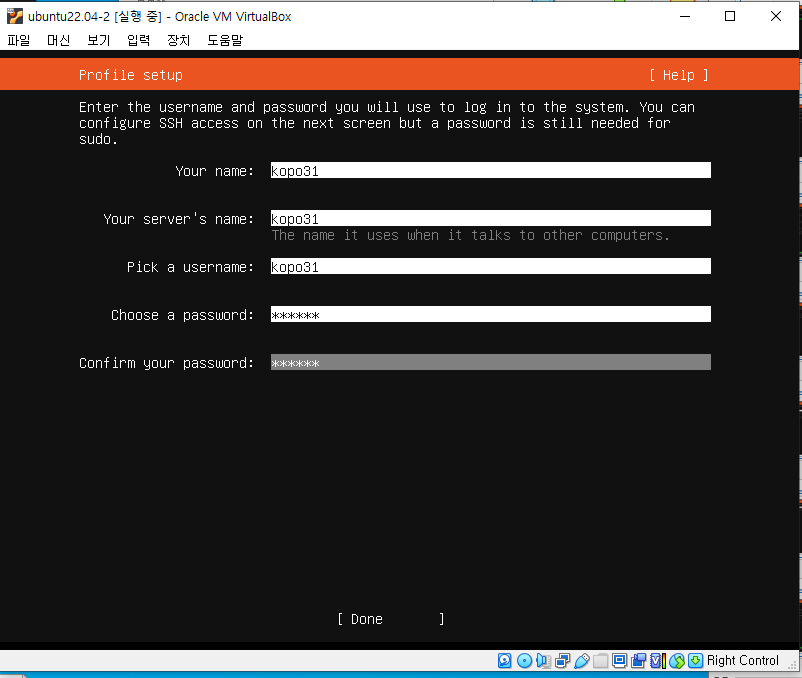 ubuntu22.04-2 [실행 중] - Oracle VM VirtualBox
파일 머신 보기 입력 장치 도움말
Profile setup [ Help ]
Enter the username and password you will use to log in to the system. You can
configure SSH access on the next screen but a password is still needed for
sudo.
Your name: kopo31
Your server's name: kopo31
The name it uses when it talks to other computers.
Pick a username: kopo31
Choose a password: ******
Confirm your password: ******
[ Done ]
Right Control